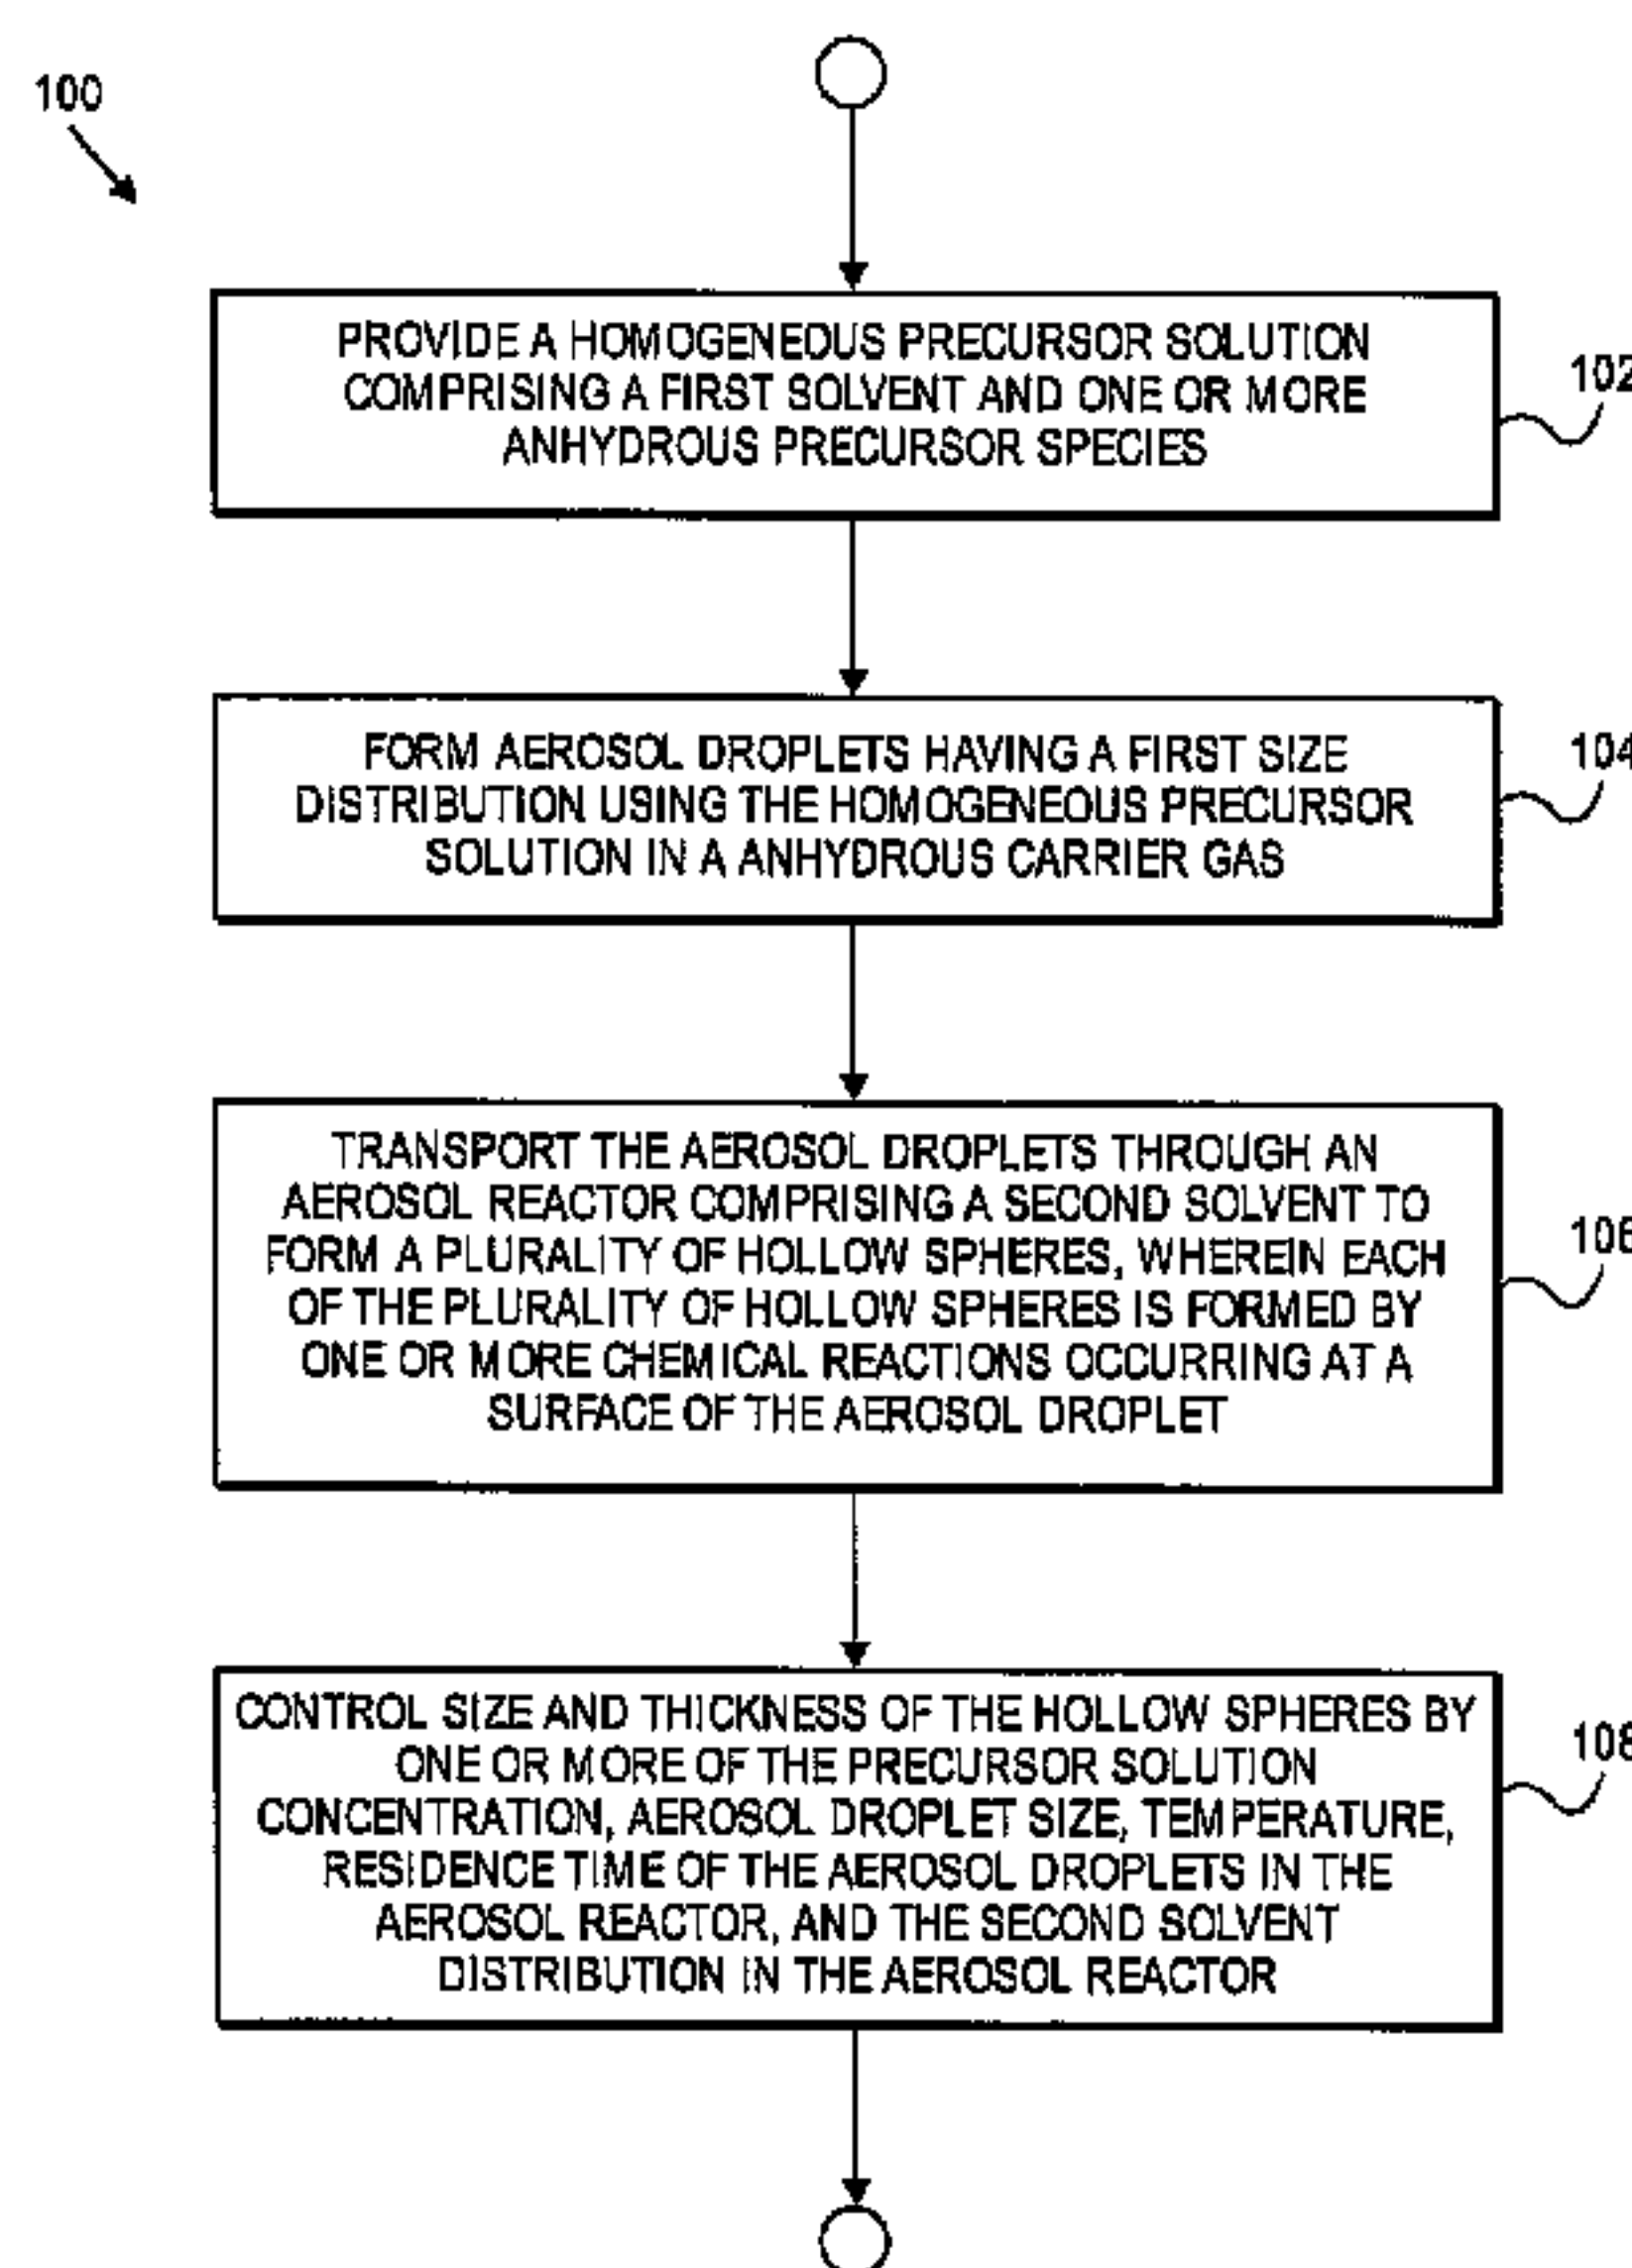 100
PROVIDE A HOMOGENEOUS PRECURSOR SOLUTION
COMPRISING A FIRST SOLVENT AND ONE OR MORE
ANHYDROUS PRECURSOR SPECIES
102
FORM AEROSOL DROPLETS HAVING A FIRST SIZE
DISTRIBUTION USING THE HOMOGENEOUS PRECURSOR
SOLUTION IN A ANHYDROUS CARRIER GAS
104
TRANSPORT THE AEROSOL DROPLETS THROUGH AN
AEROSOL REACTOR COMPRISING A SECOND SOLVENT TO
FORM A PLURALITY OF HOLLOW SPHERES, WHEREIN EACH
OF THE PLURALITY OF HOLLOW SPHERES IS FORMED BY
ONE OR MORE CHEMICAL REACTIONS OCCURRING AT A
SURFACE OF THE AEROSOL DROPLET
106
CONTROL SIZE AND THICKNESS OF THE HOLLOW SPHERES BY
ONE OR MORE OF THE PRECURSOR SOLUTION
CONCENTRATION, AEROSOL DROPLET SIZE, TEMPERATURE,
RESIDENCE TIME OF THE AEROSOL DROPLETS IN THE
AEROSOL REACTOR, AND THE SECOND SOLVENT
DISTRIBUTION IN THE AEROSOL REACTOR
108